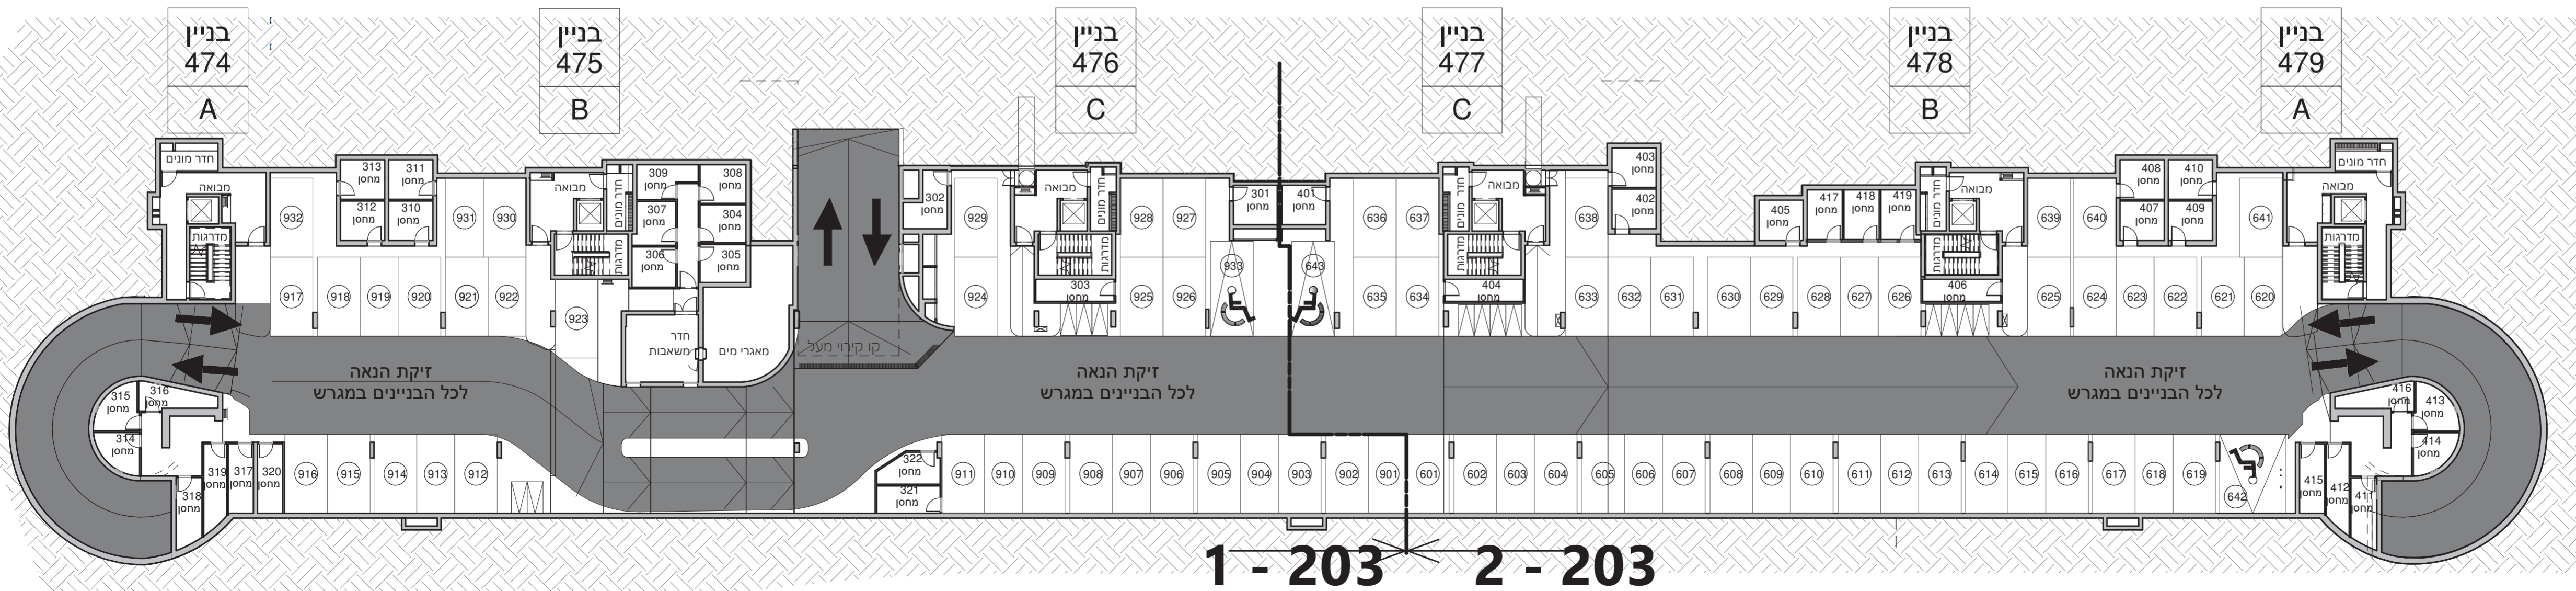 בניין
474
A
בניין
475
B
בניין
476
C
בניין
477
C
בניין
478
B
בניין
479
A
חדר מונים
מבואה
מדרגות
932
313
מחסן
311
מחסן
312
מחסן
310
מחסן
931
930
מבואה
חדר מונים
מדרגות
309
מחסן
308
מחסן
307
מחסן
304
מחסן
306
מחסן
305
מחסן
302
מחסן
929
מבואה
חדר מונים
מדרגות
928
927
301
מחסן
401
מחסן
636
637
חדר מונים
מבואה
מדרגות
638
403
מחסן
402
מחסן
405
מחסן
417
מחסן
418
מחסן
419
מחסן
חדר מונים
מבואה
מדרגות
639
640
408
מחסן
410
מחסן
407
מחסן
409
מחסן
641
חדר מונים
מבואה
מדרגות
917
918
919
920
921
922
923
חדר
משאבות
מאגרי מים
קו קירוי מעל
924
303
מחסן
925
926
933
643
635
634
404
מחסן
633
632
631
630
629
628
627
626
406
מחסן
625
624
623
622
621
620
זיקת הנאה
לכל הבניינים במגרש
זיקת הנאה
לכל הבניינים במגרש
זיקת הנאה
לכל הבניינים במגרש
315
מחסן
316
מחסן
314
מחסן
319
מחסן
317
מחסן
320
מחסן
318
מחסן
916
915
914
913
912
322
מחסן
321
מחסן
911
910
909
908
907
906
905
904
903
902
901
601
602
603
604
605
606
607
608
609
610
611
612
613
614
615
616
617
618
619
642
416
מחסן
413
מחסן
414
מחסן
415
מחסן
412
מחסן
411
מחסן
1 - 203
2 - 203